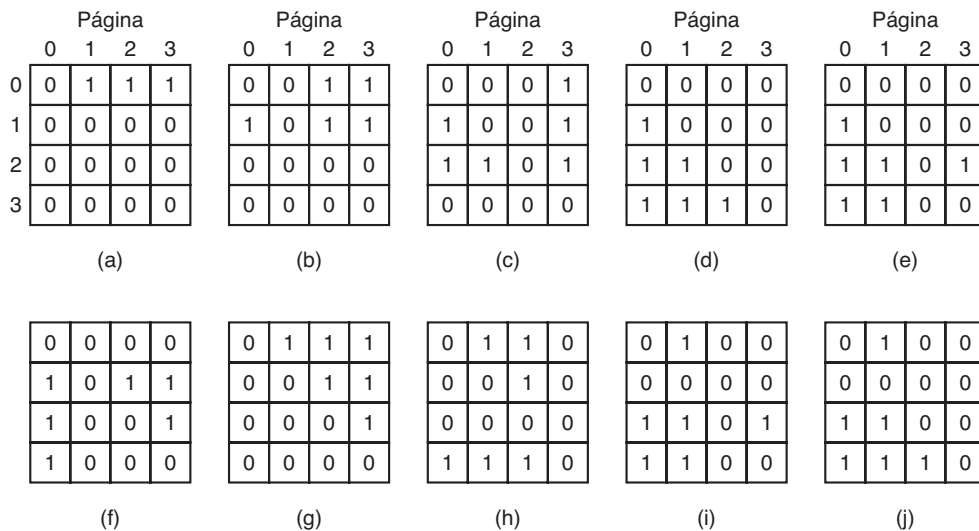 Página Página Página Página Página
0 1 2 3 0 1 2 3 0 1 2 3 0 1 2 3 0 1 2 3
0 0 1 1 1 0 0 1 1 0 0 0 1 0 0 0 0 0 0 0 0
1 0 0 0 0 1 0 1 1 1 0 0 1 1 0 0 0 1 0 0 0
2 0 0 0 0 0 0 0 0 1 1 0 1 1 1 0 0 1 1 0 1
3 0 0 0 0 0 0 0 0 0 0 0 0 1 1 1 0 1 1 0 0
(a) (b) (c) (d) (e)
0 0 0 0 0 1 1 1 0 1 1 0 0 1 0 0 0 1 0 0
1 0 1 1 0 0 1 1 0 0 1 0 0 0 0 0 0 0 0 0
1 0 0 1 0 0 0 1 0 0 0 0 1 1 0 1 1 1 0 0
1 0 0 0 0 0 0 0 1 1 1 0 1 1 0 0 1 1 1 0
(f) (g) (h) (i) (j)